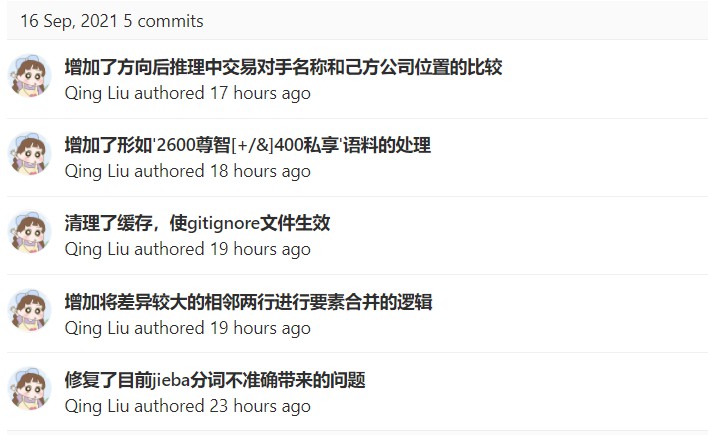 16 Sep, 2021 5 commits
增加了方向后推理中交易对手名称和己方公司位置的比较
Qing Liu authored 17 hours ago
增加了形如'2600尊智[+/&]400私享'语料的处理
Qing Liu authored 18 hours ago
清理了缓存，使gitignore文件生效
Qing Liu authored 19 hours ago
增加将差异较大的相邻两行进行要素合并的逻辑
Qing Liu authored 19 hours ago
修复了目前jieba分词不准确带来的问题
Qing Liu authored 23 hours ago